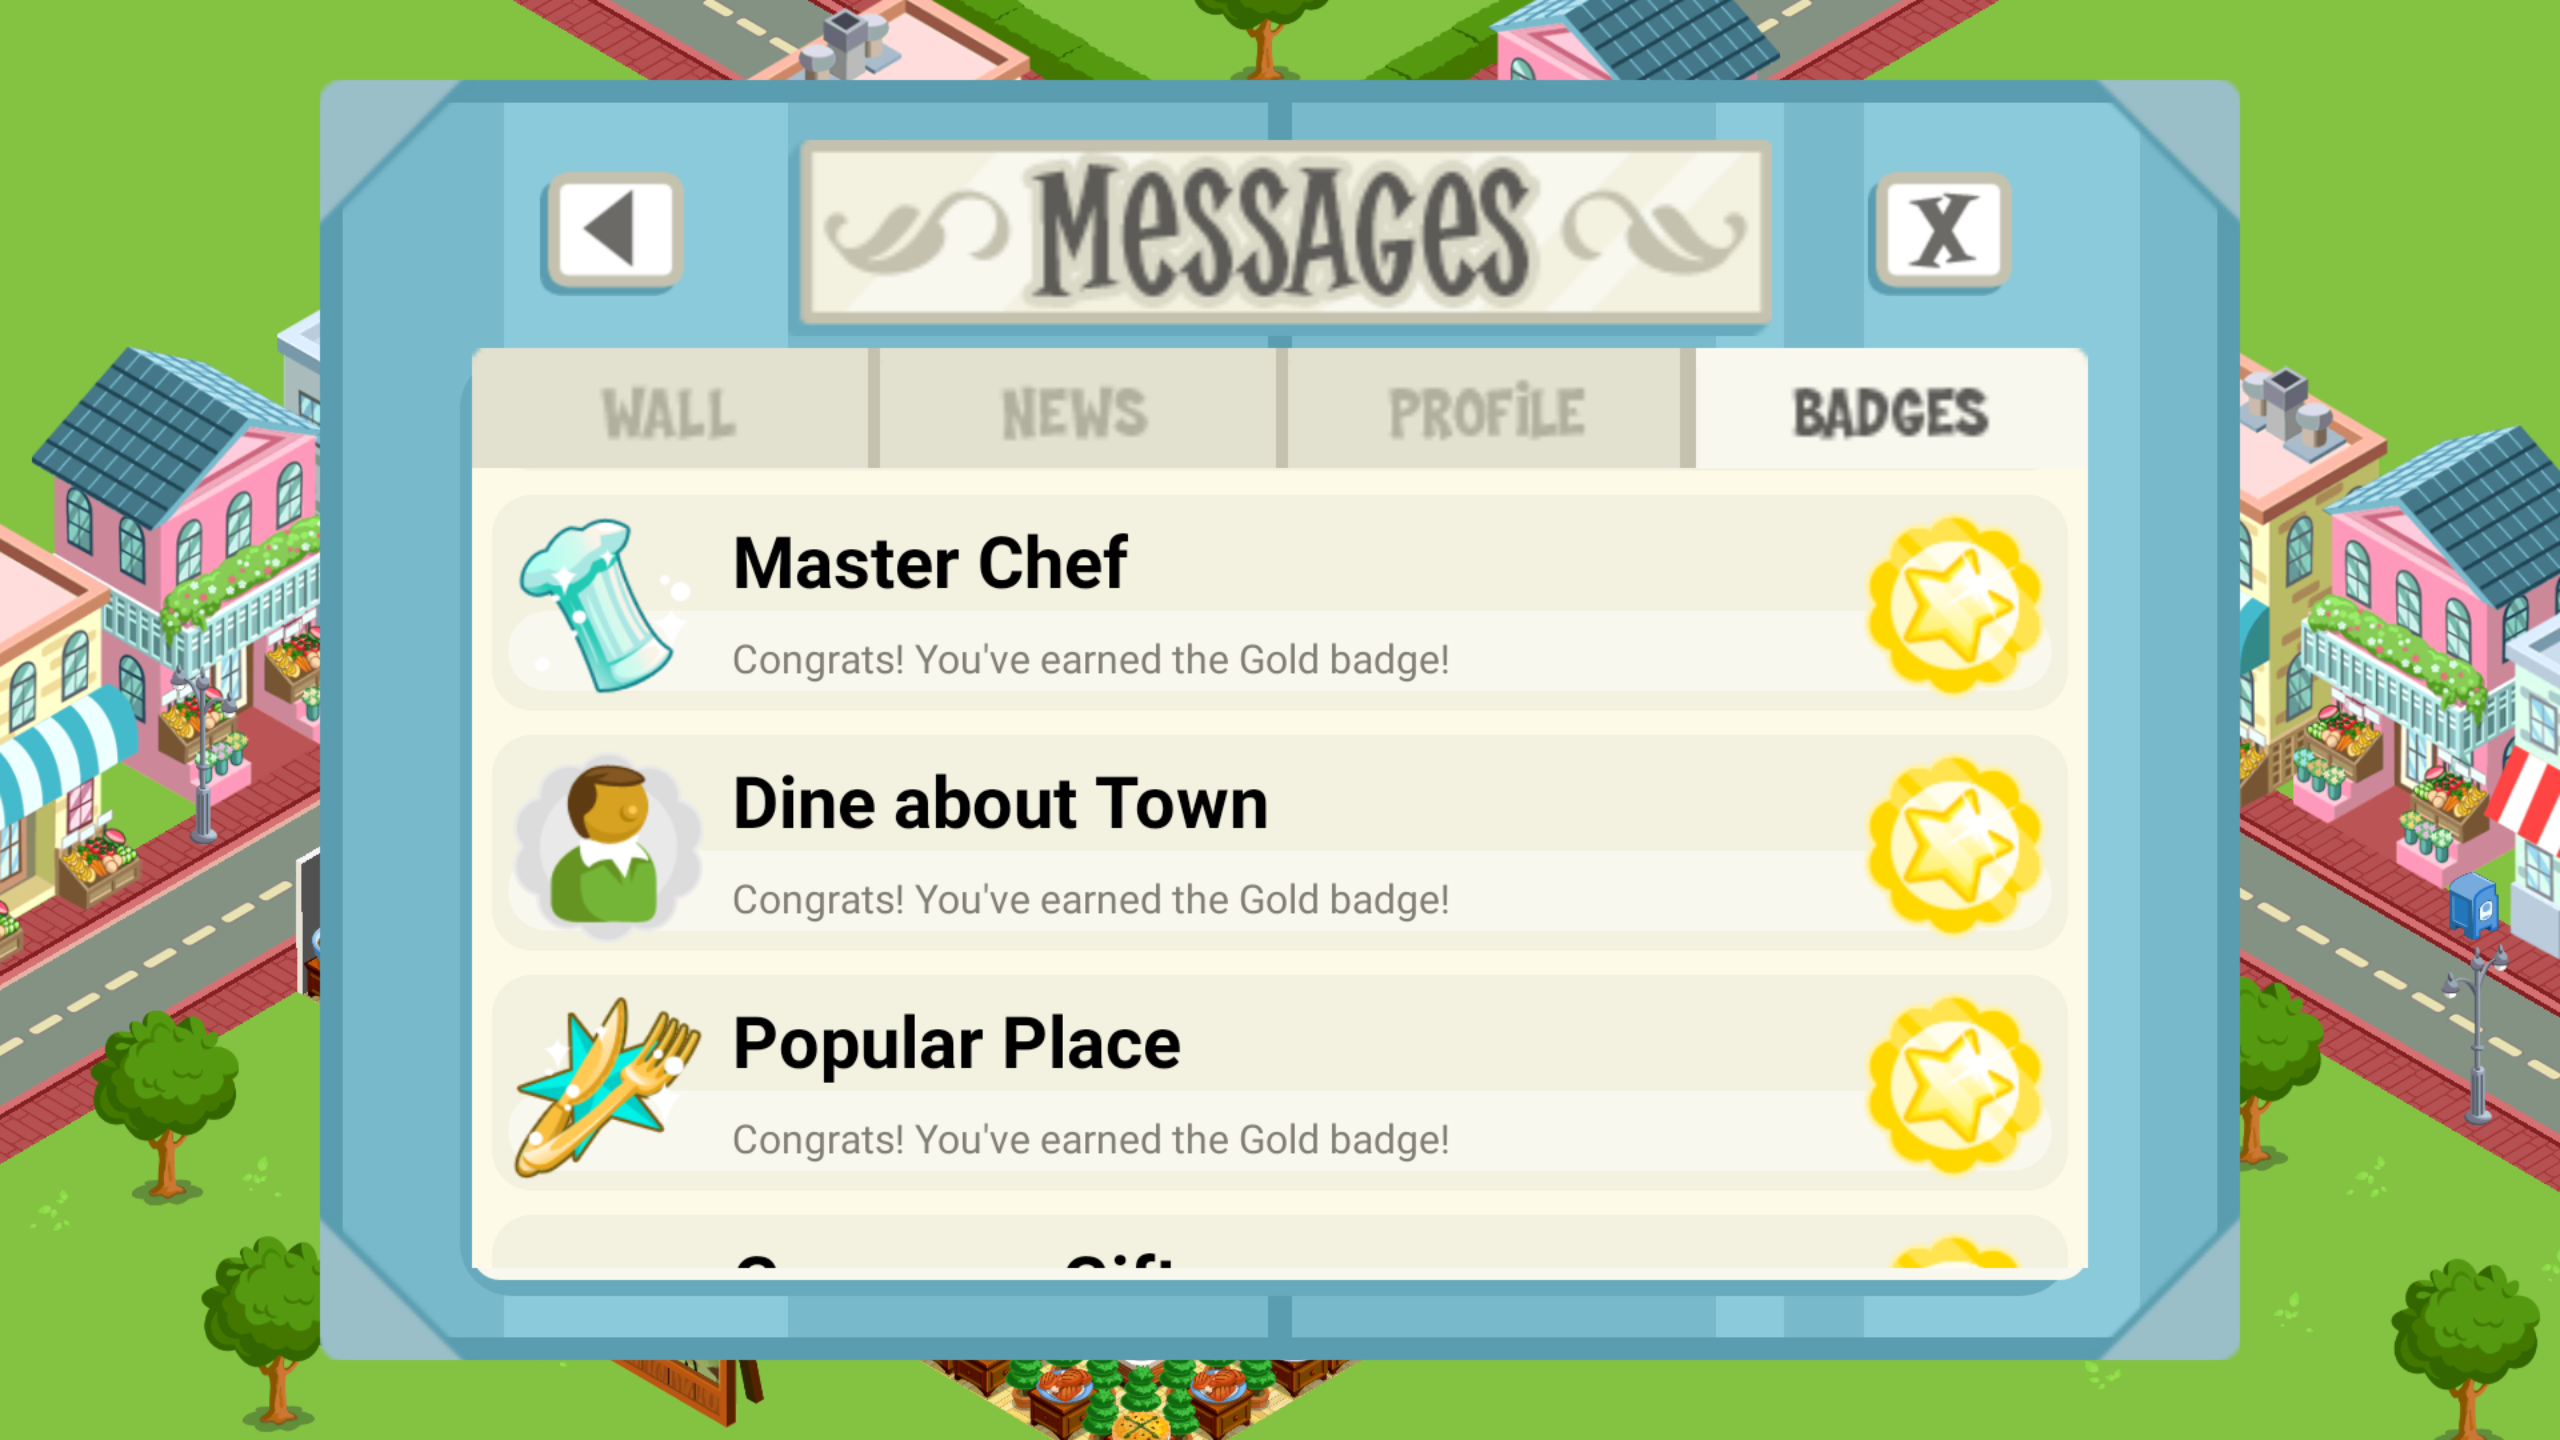 MESSAGES
X
WALL
NEWS
PROFiLE
BADGES
Master Chef
Congrats! You've earned the Gold badge!
Dine about Town
Congrats! You've earned the Gold badge!
Popular Place
Congrats! You've earned the Gold badge!
Gift